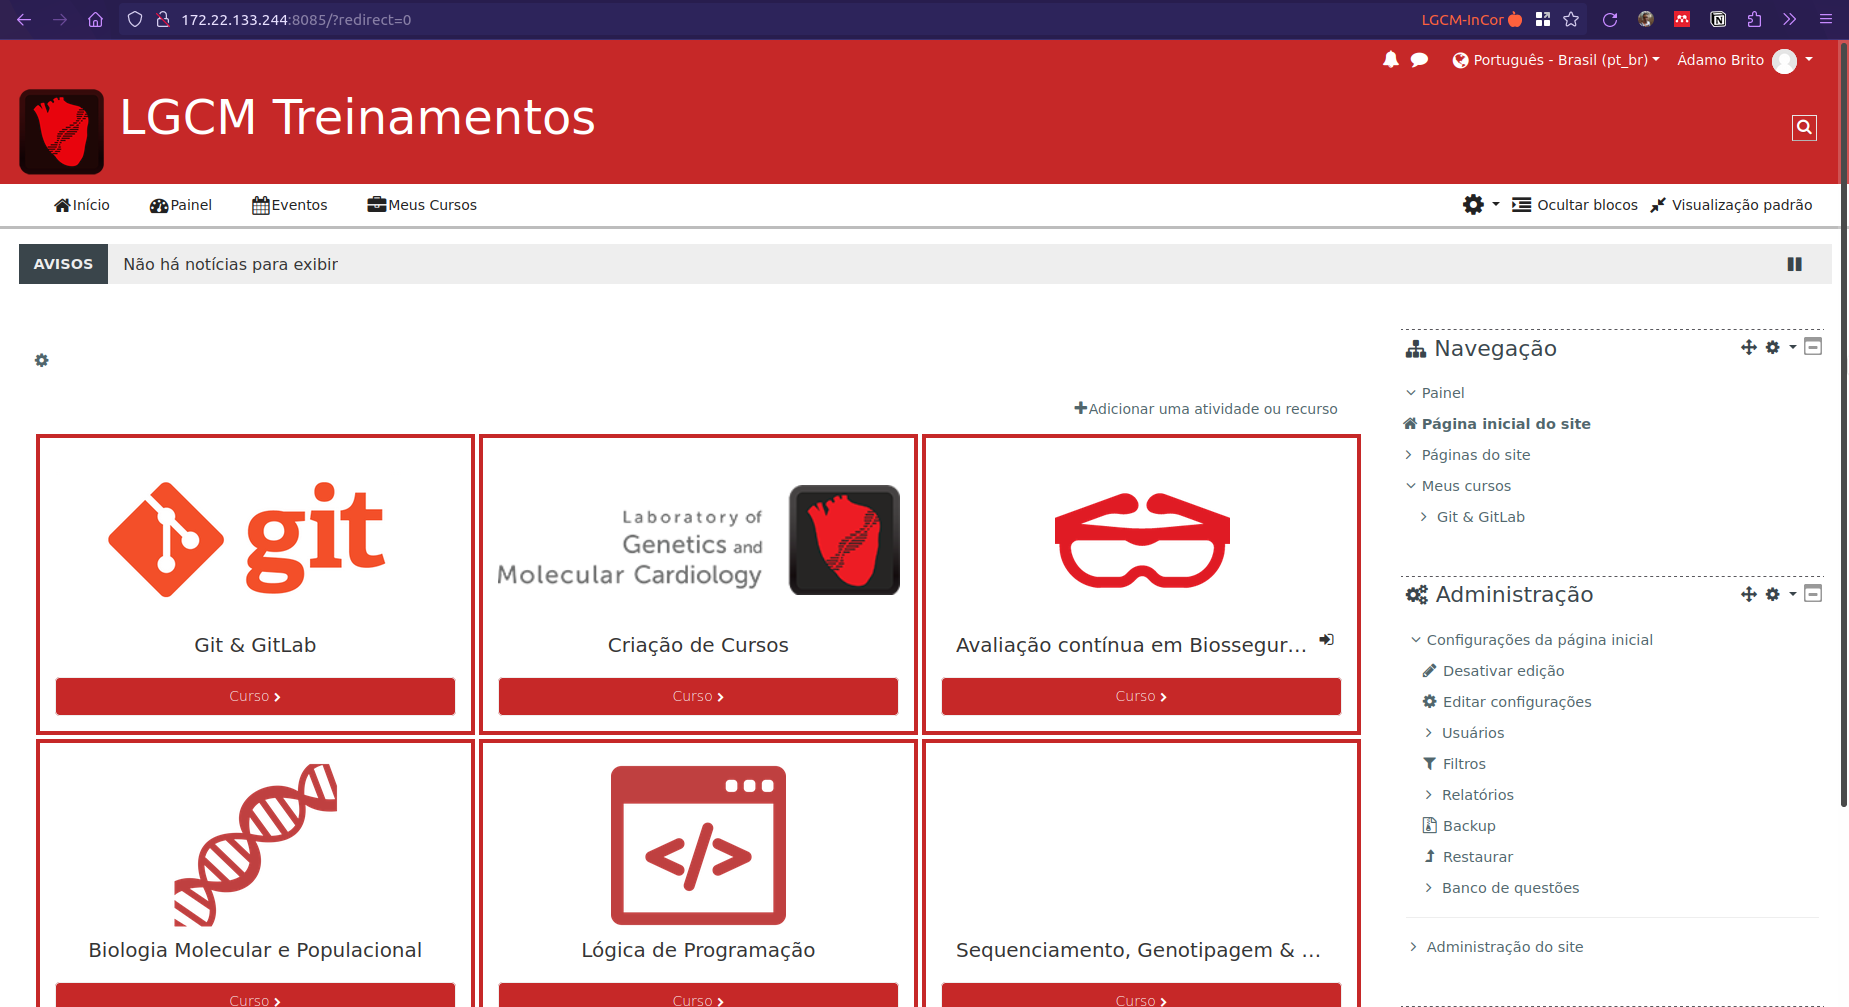 172.22.133.244:8085/?redirect=0
LGCM-InCor
Português - Brasil (pt_br)
Ádamo Brito
LGCM Treinamentos
Início
Painel
Eventos
Meus Cursos
Ocultar blocos
Visualização padrão
AVISOS
Não há notícias para exibir
Adicionar uma atividade ou recurso
git
Git & GitLab
Curso
Laboratory of
Genetics and
Molecular Cardiology
Criação de Cursos
Curso
Avaliação contínua em Biossegur...
Curso
Biologia Molecular e Populacional
Curso
</>
Lógica de Programação
Curso
Sequenciamento, Genotipagem & ...
Curso
Navegação
Painel
Página inicial do site
Páginas do site
Meus cursos
Git & GitLab
Administração
Configurações da página inicial
Desativar edição
Editar configurações
Usuários
Filtros
Relatórios
Backup
Restaurar
Banco de questões
Administração do site